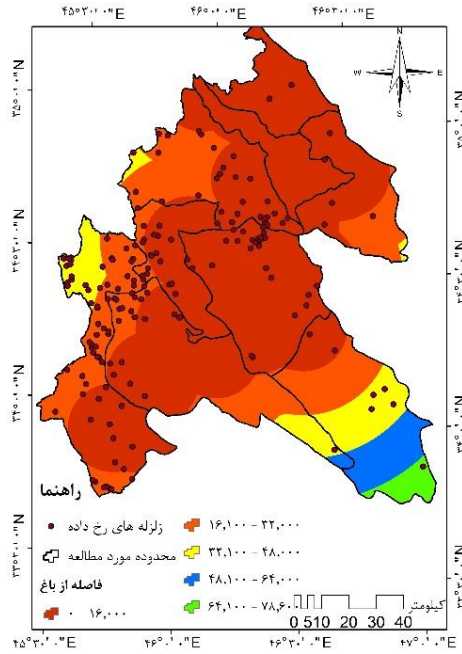 ۴۵°۳۰'۰"E ۴۶°۰'۰"E ۴۶°۳۰'۰"E
N
W E
S
۳۵°۰'۰"N
۳۴°۳۰'۰"N
۳۴°۰'۰"N
۳۳°۳۰'۰"N
راهنما
زلزله های رخ داده
محدوده مورد مطالعه
فاصله از باغ
۰ - ۱۶,۰۰۰
۱۶,۱۰۰ - ۳۲,۰۰۰
۳۲,۱۰۰ - ۴۸,۰۰۰
۴۸,۱۰۰ - ۶۴,۰۰۰
۶۴,۱۰۰ - ۷۸,۶۰۰
کیلومتر
0 5 10 20 30 40
۴۵°۳۰'۰"E ۴۶°۰'۰"E ۴۶°۳۰'۰"E ۴۷°۰'۰"E